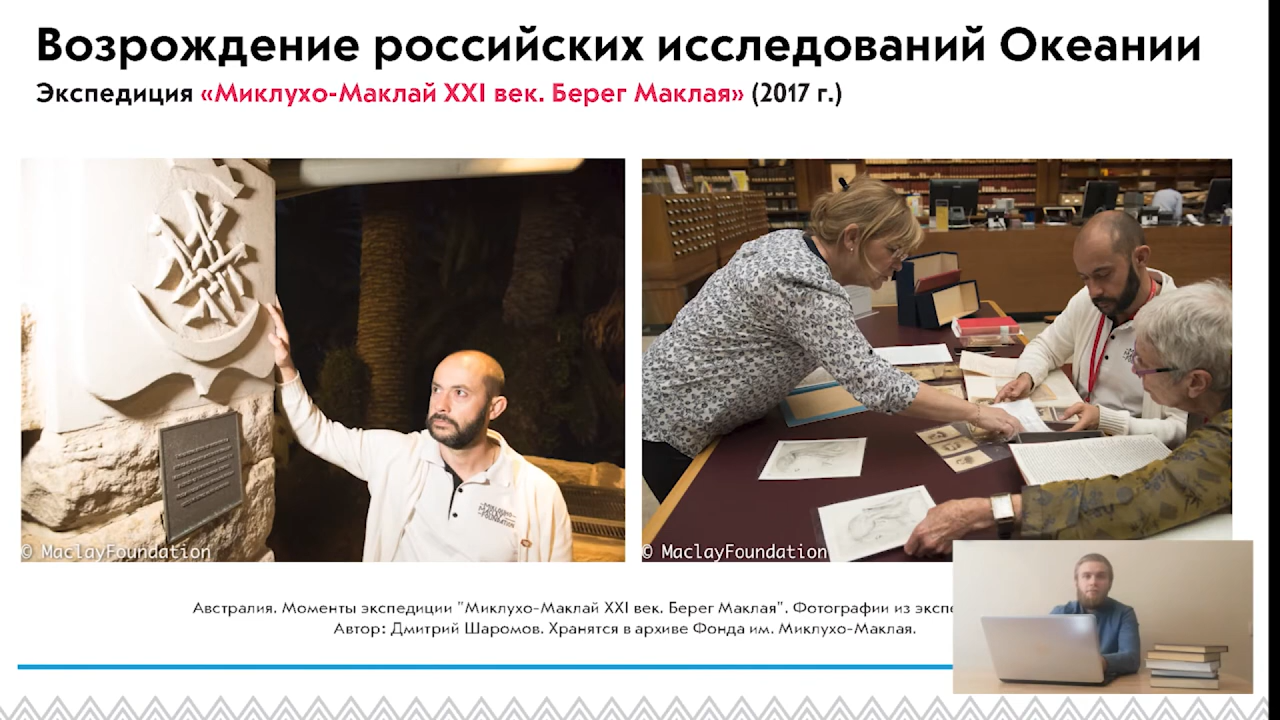 Возрождение российских исследований Океании
Экспедиция «Миклухо-Маклай XXI век. Берег Маклая» (2017 г.)
© MaclayFoundation
© MaclayFoundation
Австралия. Моменты экспедиции "Миклухо-Маклай XXI век. Берег Маклая". Фотографии из
Автор: Дмитрий Шаромов. Хранятся в архиве Фонда им. Миклухо-Маклая.